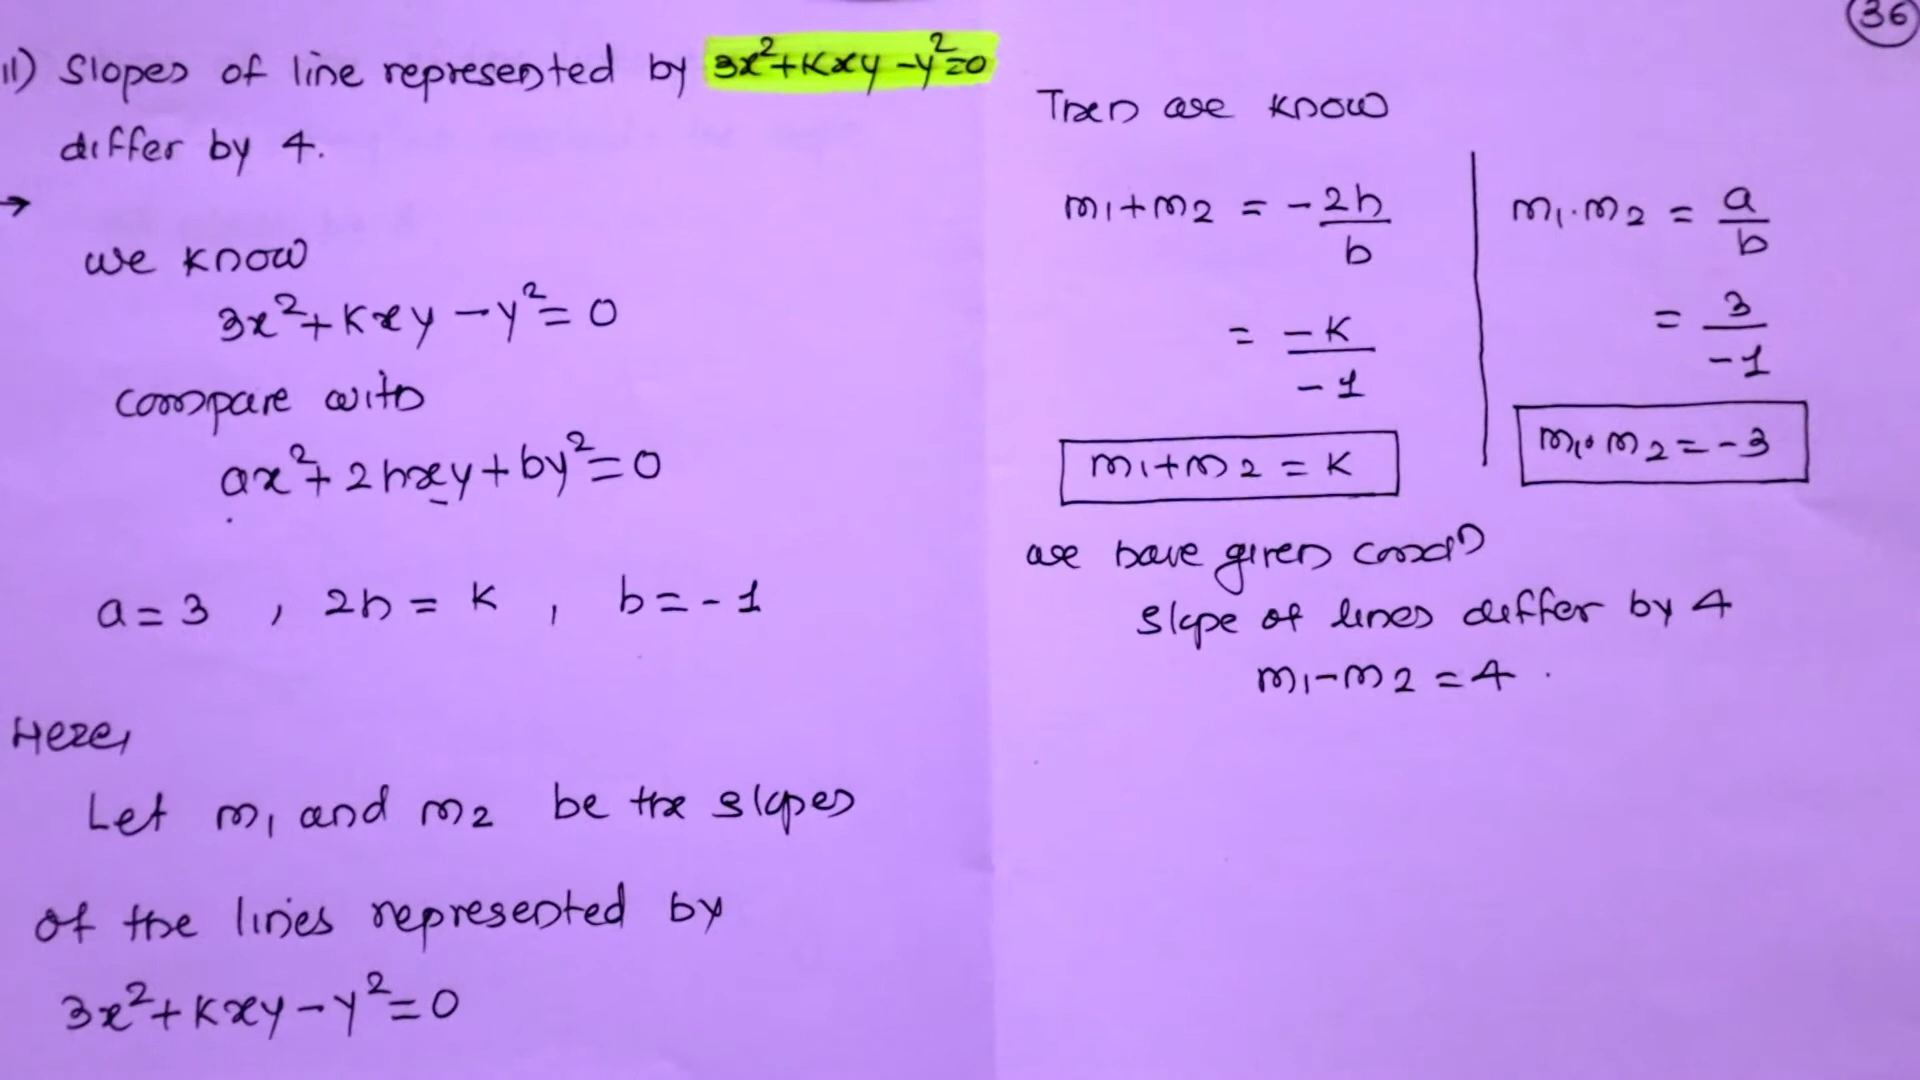 36
ii) Slopes of line represented by 3x²+kxy-y²=0
differ by 4.
→
we know
3x²+kxy-y²=0
compare with
ax²+2hxy+by²=0
a=3 , 2h=k , b=-1
Here,
Let m₁ and m₂ be the slopes
of the lines represented by
3x²+kxy-y²=0
Then we know
m₁+m₂ = -2h/b
= -k/-1
m₁+m₂ = k
m₁.m₂ = a/b
= 3/-1
m₁.m₂ = -3
we have given condⁿ
slope of lines differ by 4
m₁-m₂ = 4 .